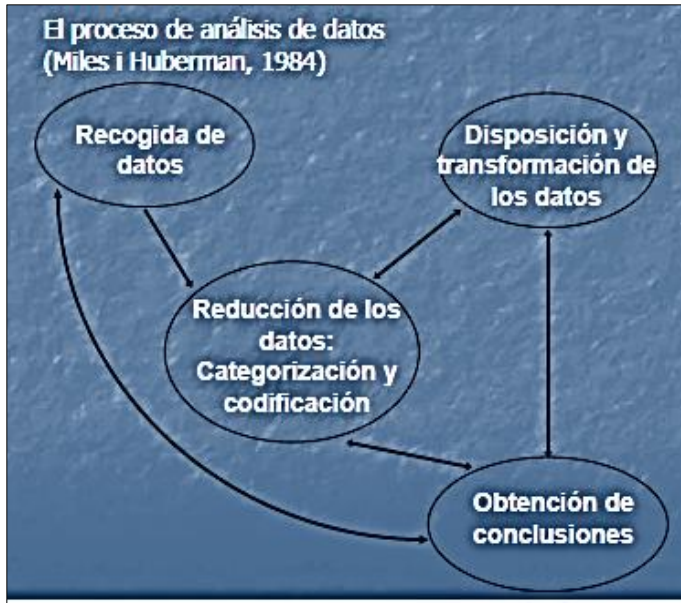 El proceso de análisis de datos
(Miles i Huberman, 1984)
Recogida de
datos
Disposición y
transformación de
los datos
Reducción de los
datos:
Categorización y
codificación
Obtención de
conclusiones